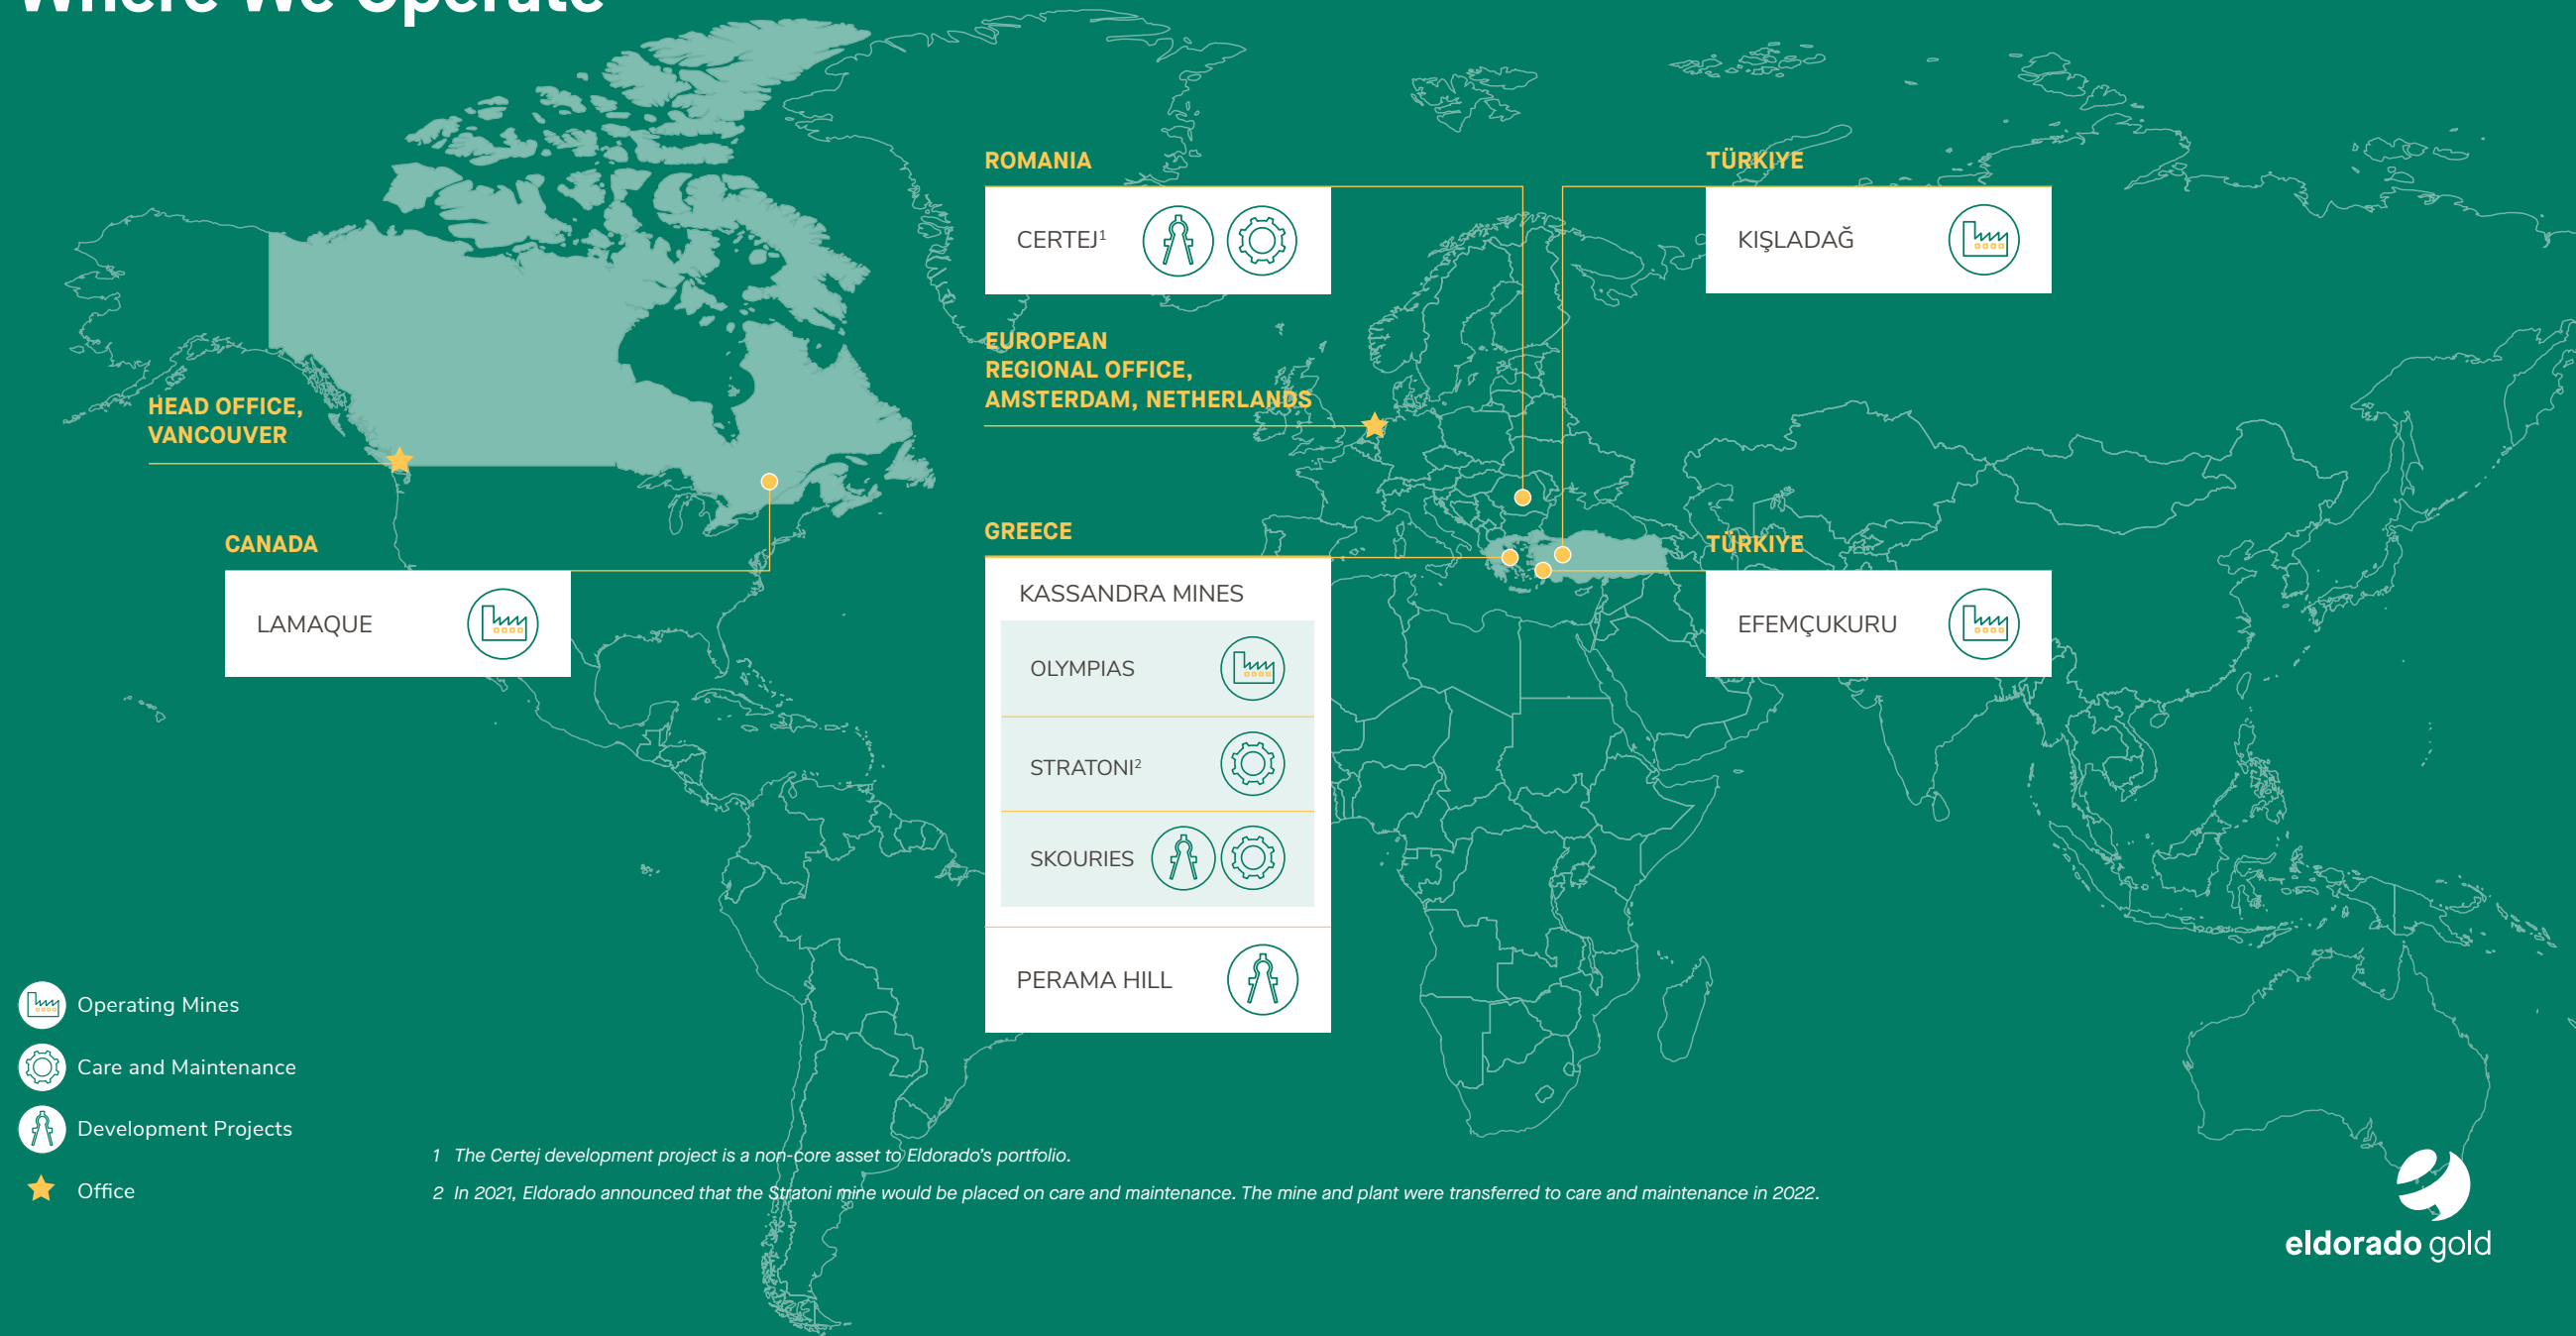 Where We Operate
ROMANIA
CERTEJ¹
TÜRKIYE
KIŞLADAĞ
EUROPEAN
REGIONAL OFFICE,
AMSTERDAM, NETHERLANDS
HEAD OFFICE,
VANCOUVER
CANADA
LAMAQUE
GREECE
KASSANDRA MINES
OLYMPIAS
STRATONI²
SKOURIES
PERAMA HILL
TÜRKIYE
EFEMÇUKURU
Operating Mines
Care and Maintenance
Development Projects
Office
1 The Certej development project is a non-core asset to Eldorado’s portfolio.
2 In 2021, Eldorado announced that the Stratoni mine would be placed on care and maintenance. The mine and plant were transferred to care and maintenance in 2022.
eldorado gold